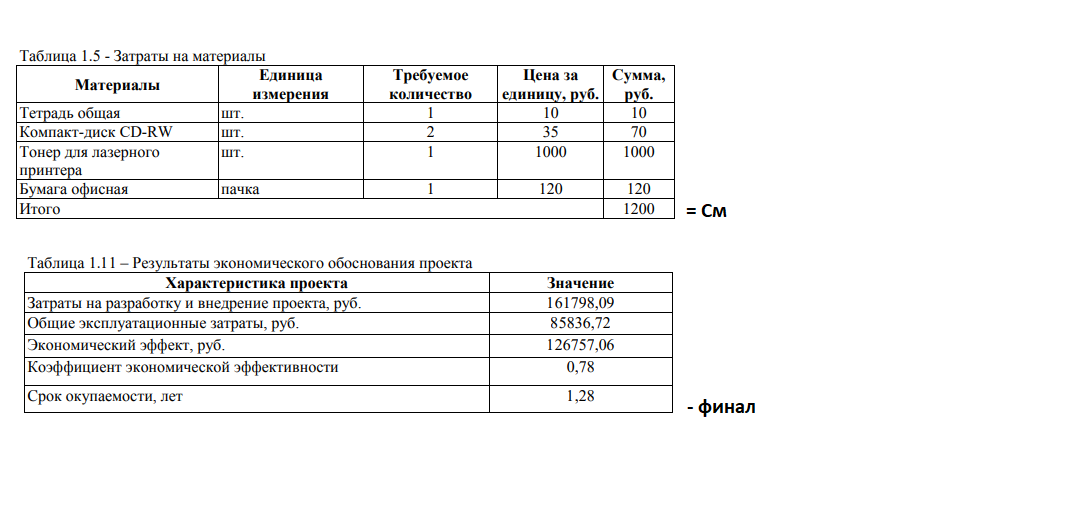 Таблица 1.5 - Затраты на материалы
Материалы Единица измерения Требуемое количество Цена за единицу, руб. Сумма, руб.
Тетрадь общая шт. 1 10 10
Компакт-диск CD-RW шт. 2 35 70
Тонер для лазерного принтера шт. 1 1000 1000
Бумага офисная пачка 1 120 120
Итого 1200 = См
Таблица 1.11 – Результаты экономического обоснования проекта
Характеристика проекта Значение
Затраты на разработку и внедрение проекта, руб. 161798,09
Общие эксплуатационные затраты, руб. 85836,72
Экономический эффект, руб. 126757,06
Коэффициент экономической эффективности 0,78
Срок окупаемости, лет 1,28
- финал